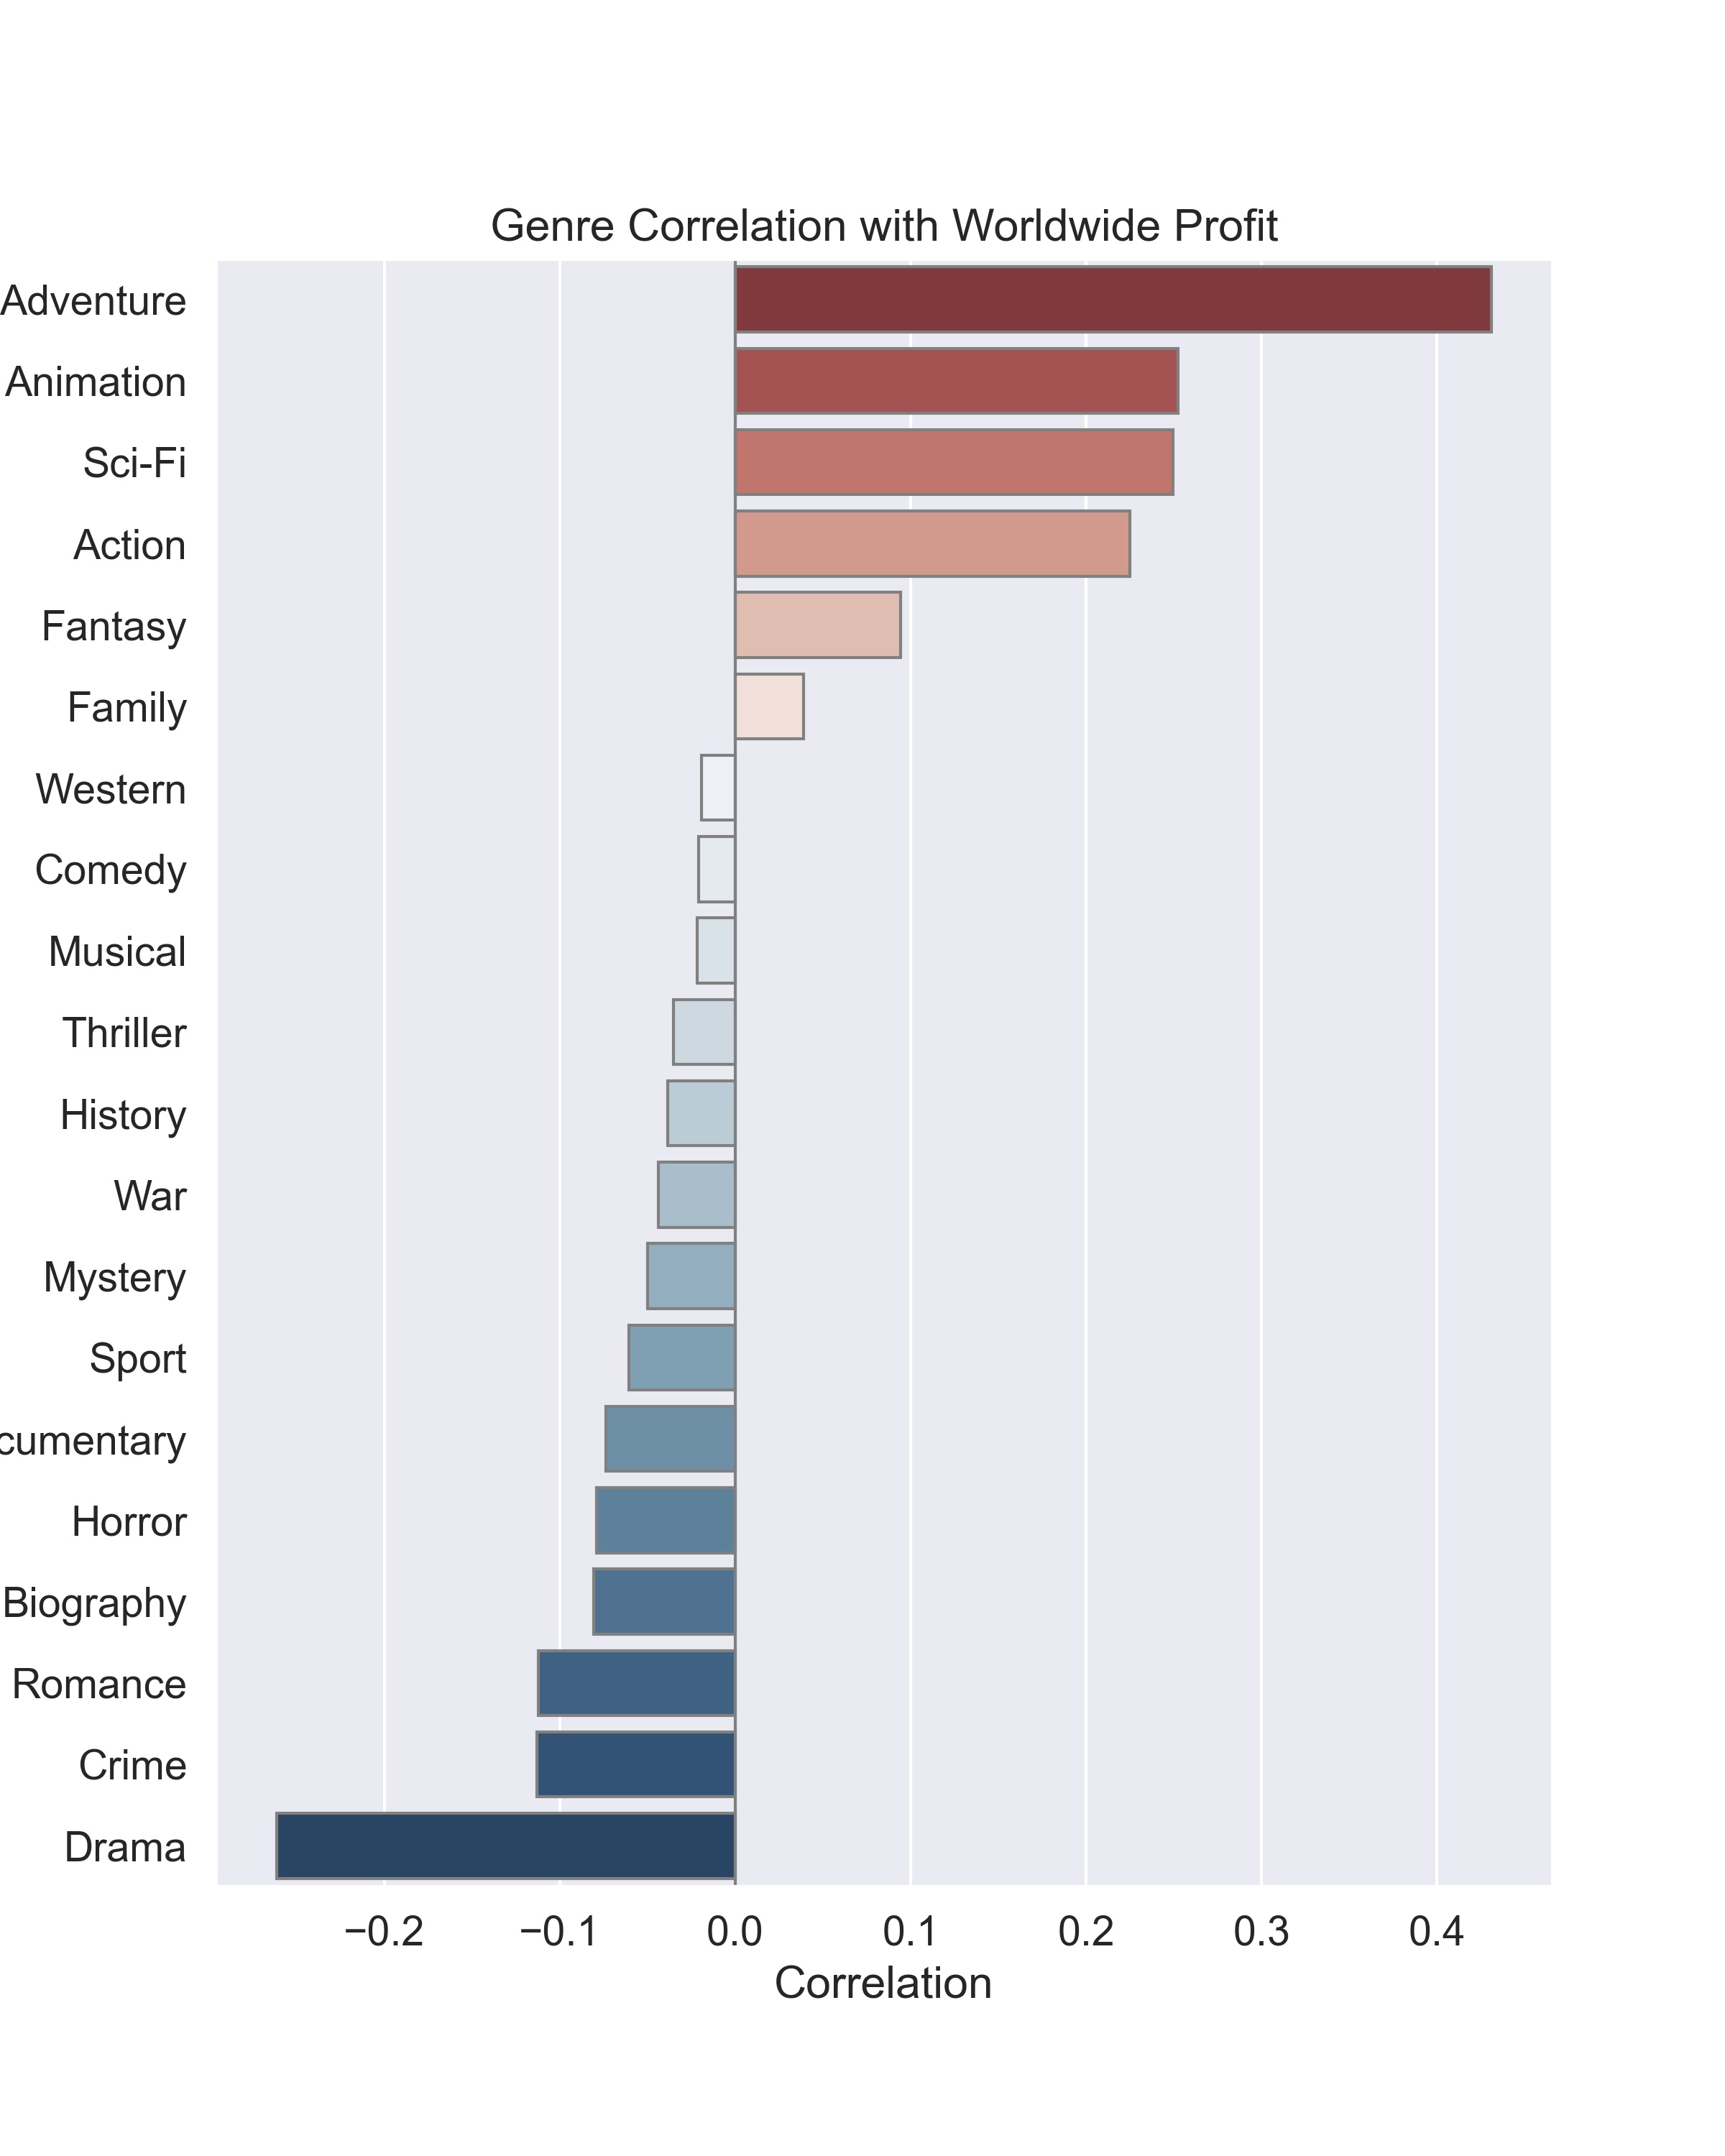 Genre Correlation with Worldwide Profit
Adventure
Animation
Sci-Fi
Action
Fantasy
Family
Western
Comedy
Musical
Thriller
History
War
Mystery
Sport
cumentary
Horror
Biography
Romance
Crime
Drama
−0.2 −0.1 0.0 0.1 0.2 0.3 0.4
Correlation